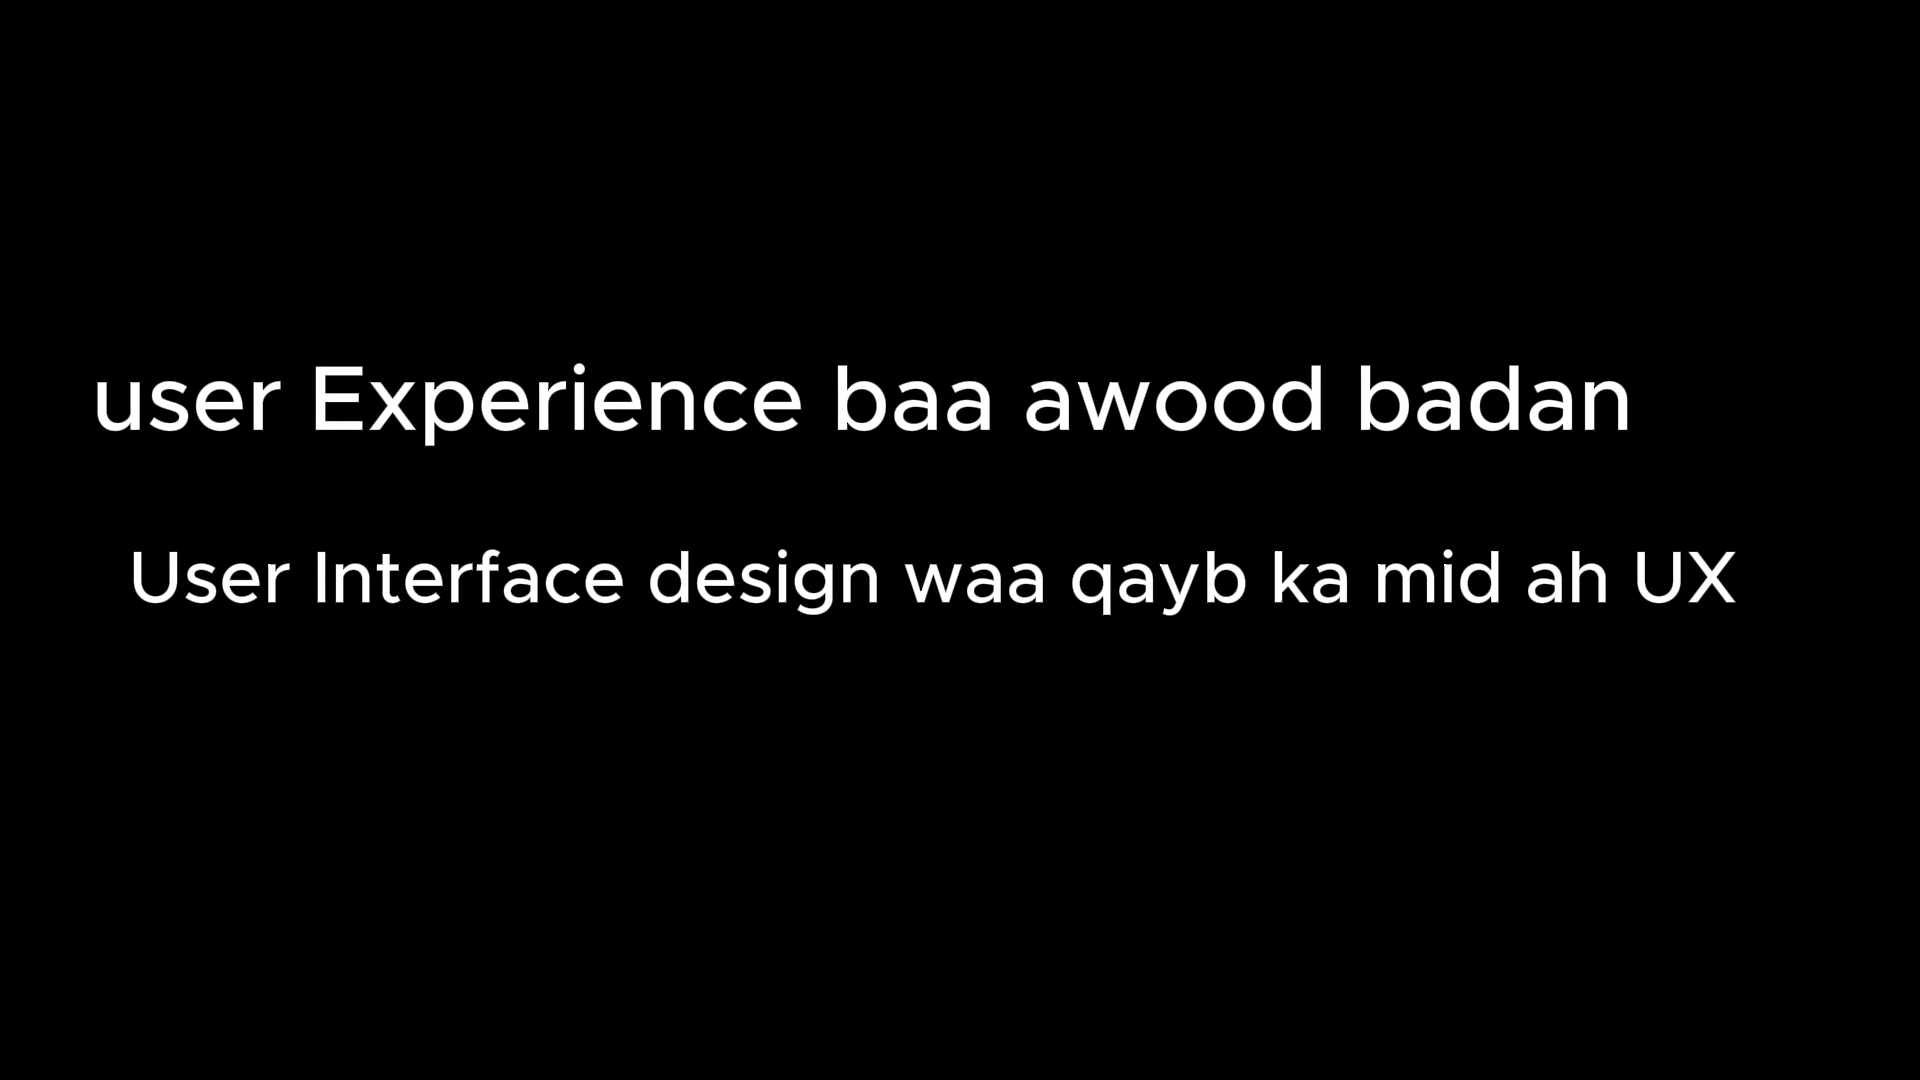 user Experience baa awood badan
User Interface design waa qayb ka mid ah UX